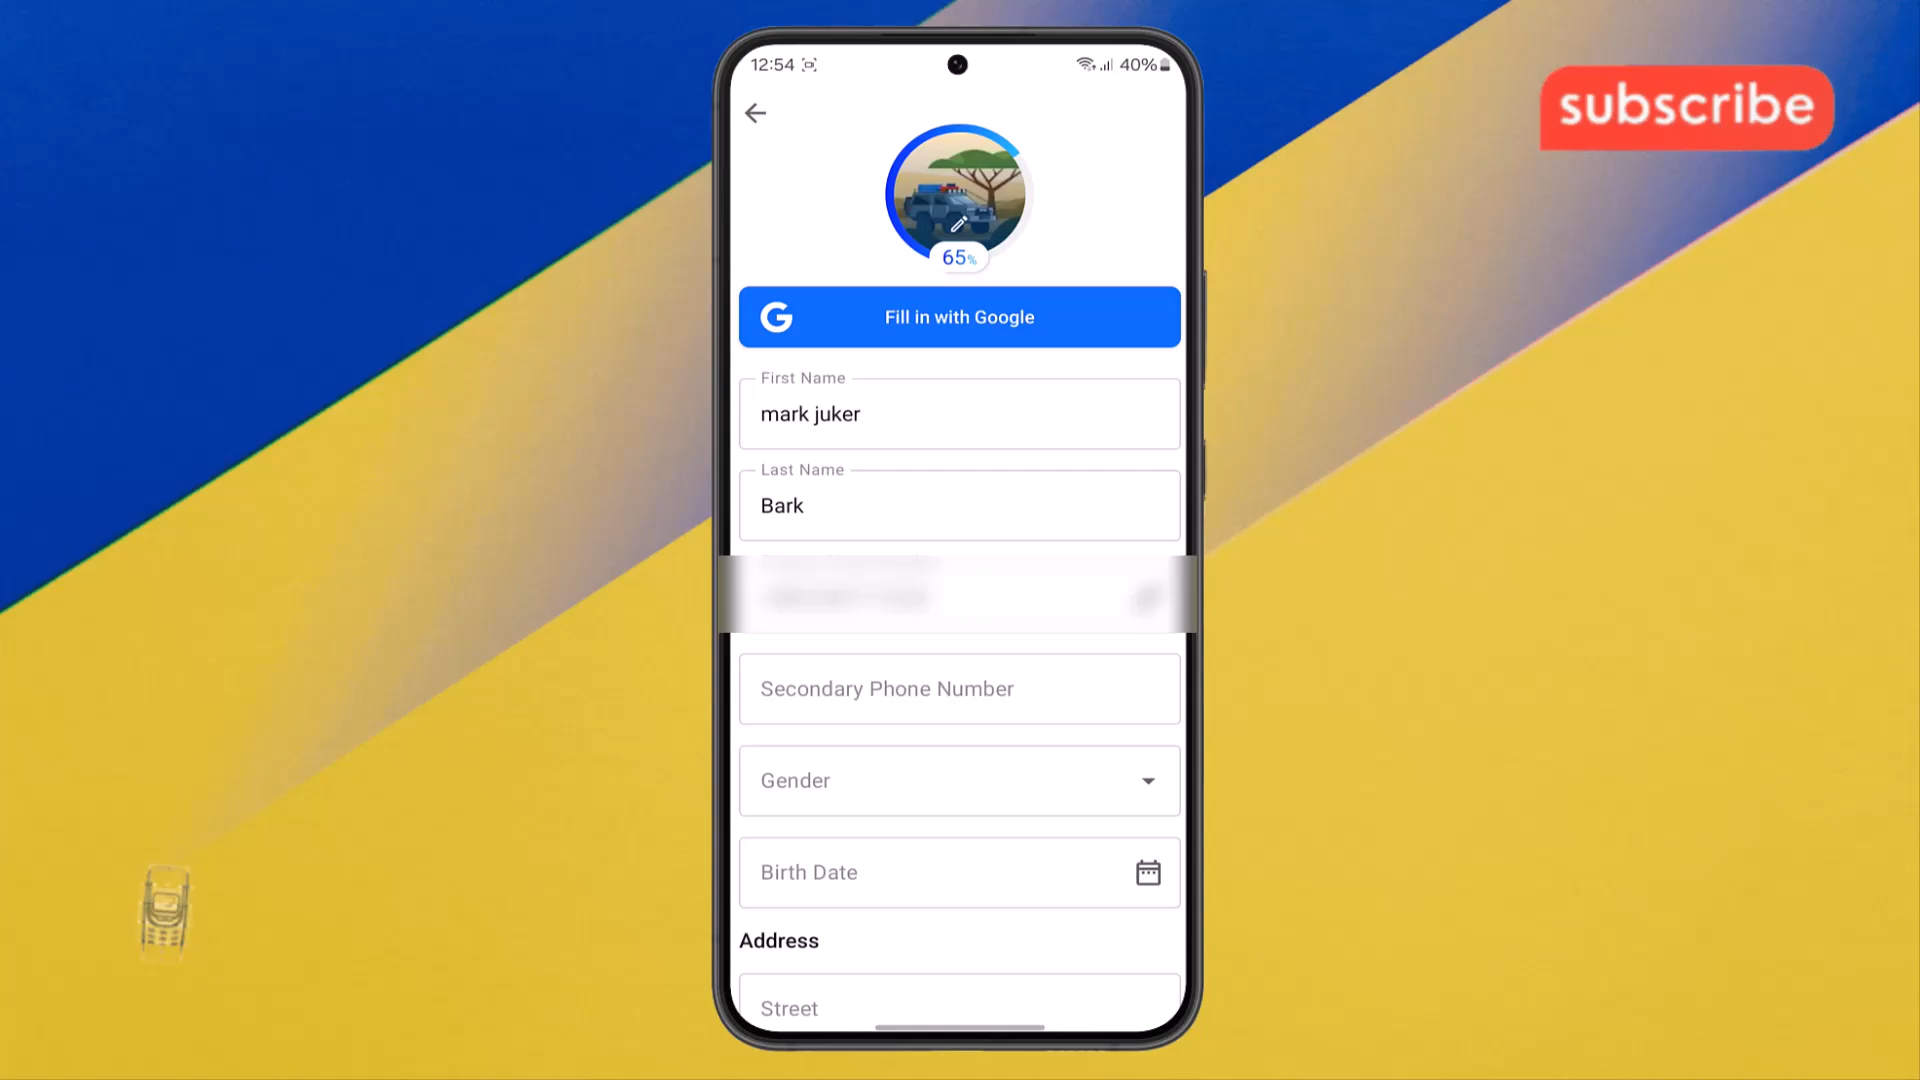 12:54
40%
subscribe
65%
Fill in with Google
First Name
mark juker
Last Name
Bark
Secondary Phone Number
Gender
Birth Date
Address
Street